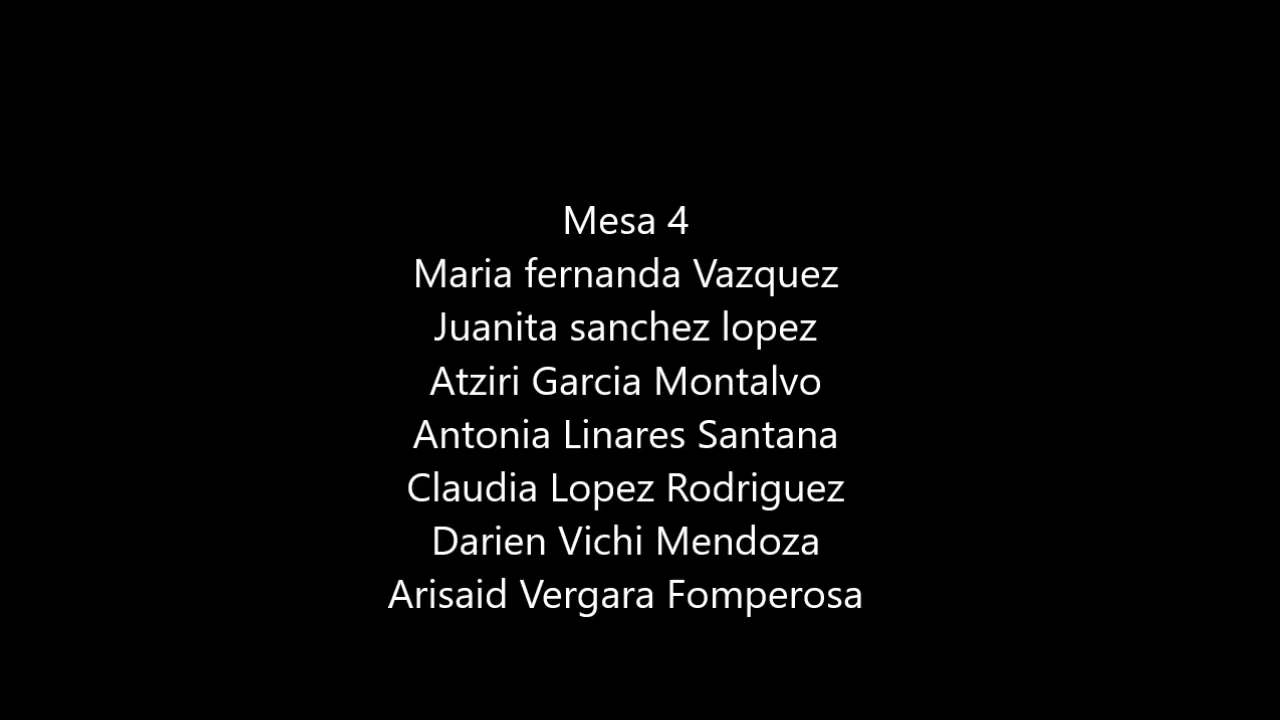 Mesa 4
Maria fernanda Vazquez
Juanita sanchez lopez
Atziri Garcia Montalvo
Antonia Linares Santana
Claudia Lopez Rodriguez
Darien Vichi Mendoza
Arisaid Vergara Fomperosa